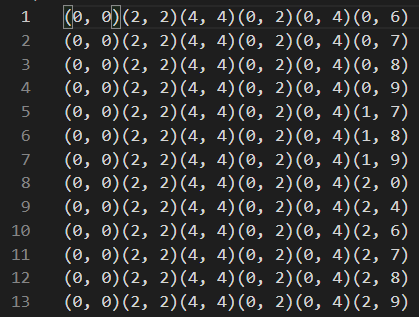 1 (0, 0)(2, 2)(4, 4)(0, 2)(0, 4)(0, 6)
2 (0, 0)(2, 2)(4, 4)(0, 2)(0, 4)(0, 7)
3 (0, 0)(2, 2)(4, 4)(0, 2)(0, 4)(0, 8)
4 (0, 0)(2, 2)(4, 4)(0, 2)(0, 4)(0, 9)
5 (0, 0)(2, 2)(4, 4)(0, 2)(0, 4)(1, 7)
6 (0, 0)(2, 2)(4, 4)(0, 2)(0, 4)(1, 8)
7 (0, 0)(2, 2)(4, 4)(0, 2)(0, 4)(1, 9)
8 (0, 0)(2, 2)(4, 4)(0, 2)(0, 4)(2, 0)
9 (0, 0)(2, 2)(4, 4)(0, 2)(0, 4)(2, 4)
10 (0, 0)(2, 2)(4, 4)(0, 2)(0, 4)(2, 6)
11 (0, 0)(2, 2)(4, 4)(0, 2)(0, 4)(2, 7)
12 (0, 0)(2, 2)(4, 4)(0, 2)(0, 4)(2, 8)
13 (0, 0)(2, 2)(4, 4)(0, 2)(0, 4)(2, 9)